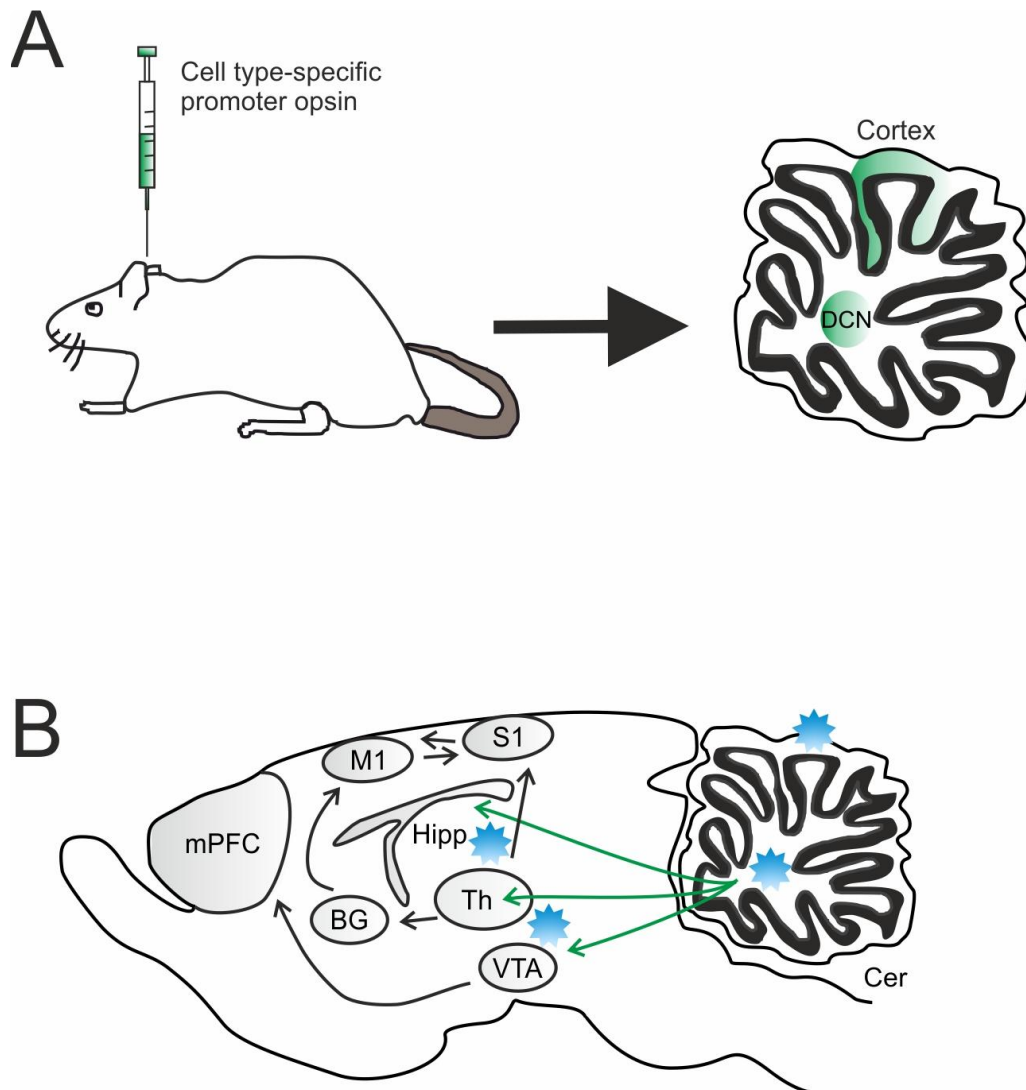 A
Cell type-specific
promoter opsin
Cortex
DCN
B
S1
M1
mPFC
Hipp
Th
BG
VTA
Cer